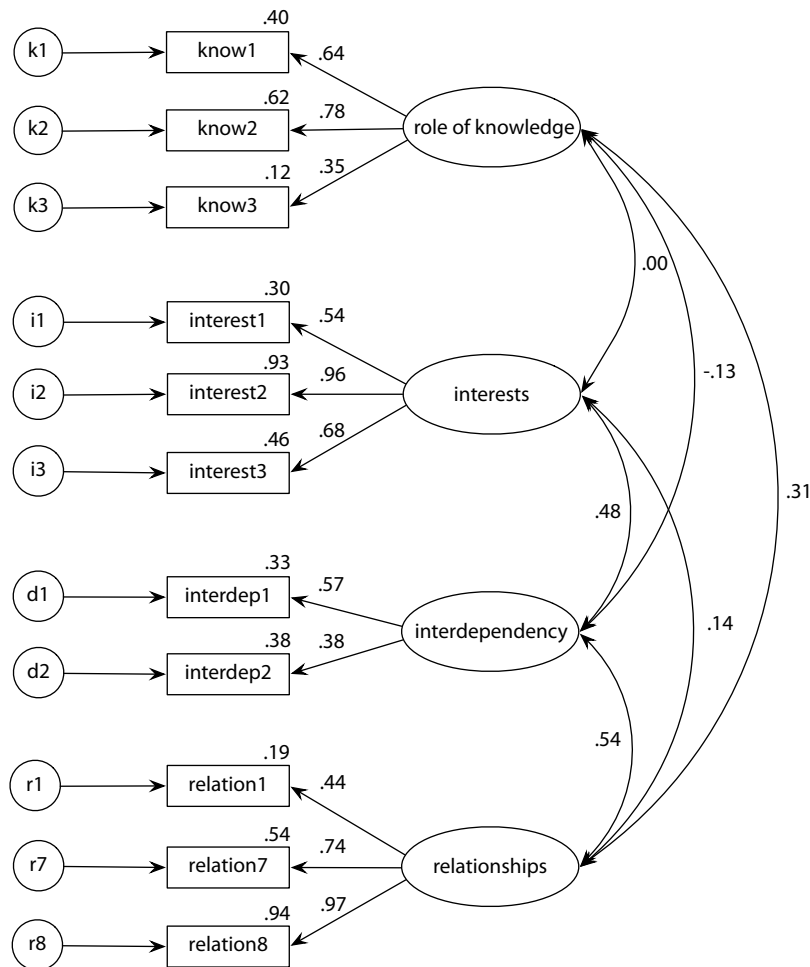 .40
k1
know1
.64
.62
k2
know2
.78
role of knowledge
.12
k3
know3
.35
.00
.30
i1
interest1
.54
.93
i2
interest2
.96
interests
-.13
.46
i3
interest3
.68
.31
.48
.33
d1
interdep1
.57
interdependency
.14
.38
d2
interdep2
.38
.54
.19
r1
relation1
.44
.54
r7
relation7
.74
relationships
.94
r8
relation8
.97